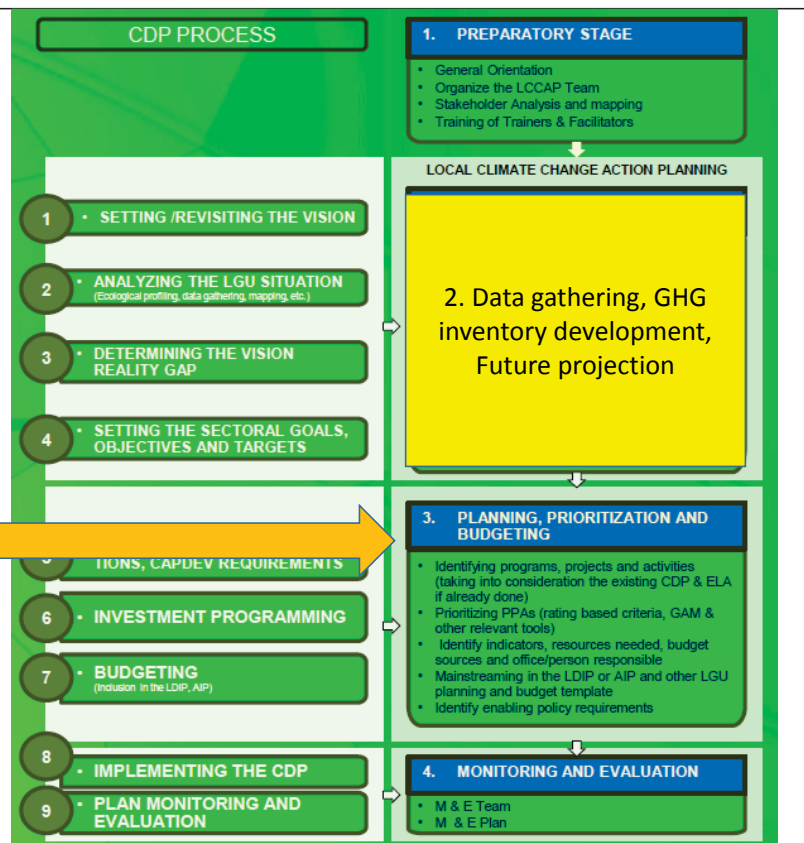 CDP PROCESS
1. PREPARATORY STAGE
• General Orientation
• Organize the LCCAP Team
• Stakeholder Analysis and mapping
• Training of Trainers & Facilitators
LOCAL CLIMATE CHANGE ACTION PLANNING
1 • SETTING /REVISITING THE VISION
2 • ANALYZING THE LGU SITUATION
(Ecological profiling, data gathering, mapping, etc.)
3 • DETERMINING THE VISION
REALITY GAP
4 • SETTING THE SECTORAL GOALS,
OBJECTIVES AND TARGETS
2. Data gathering, GHG
inventory development,
Future projection
TIONS, CAPDEV REQUIREMENTS
6 • INVESTMENT PROGRAMMING
7 • BUDGETING
(Inclusion in the LDIP, AIP)
3. PLANNING, PRIORITIZATION AND
BUDGETING
• Identifying programs, projects and activities
(taking into consideration the existing CDP & ELA
if already done)
• Prioritizing PPAs (rating based criteria, GAM &
other relevant tools)
• Identify indicators, resources needed, budget
sources and office/person responsible
• Mainstreaming in the LDIP or AIP and other LGU
planning and budget template
• Identify enabling policy requirements
8 • IMPLEMENTING THE CDP
9 • PLAN MONITORING AND
EVALUATION
4. MONITORING AND EVALUATION
• M & E Team
• M & E Plan